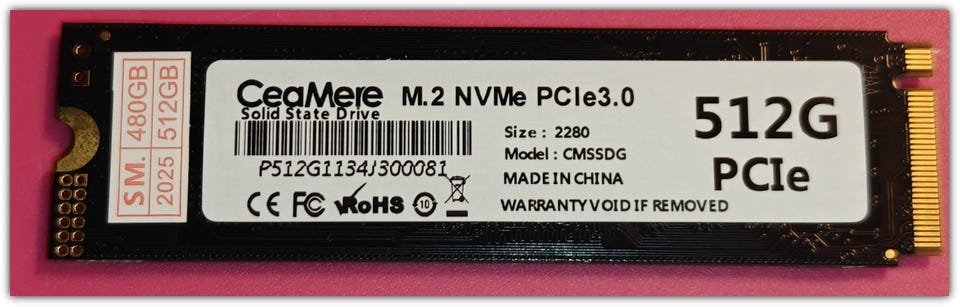 SM. 480GB
2025 512GB
CeaMere M.2 NVMe PCIe3.0
Solid State Drive
P512G1134J300081
CE FC RoHS 10
Size : 2280
Model : CMSSDG
MADE IN CHINA
WARRANTY VOID IF REMOVED
512G
PCIe